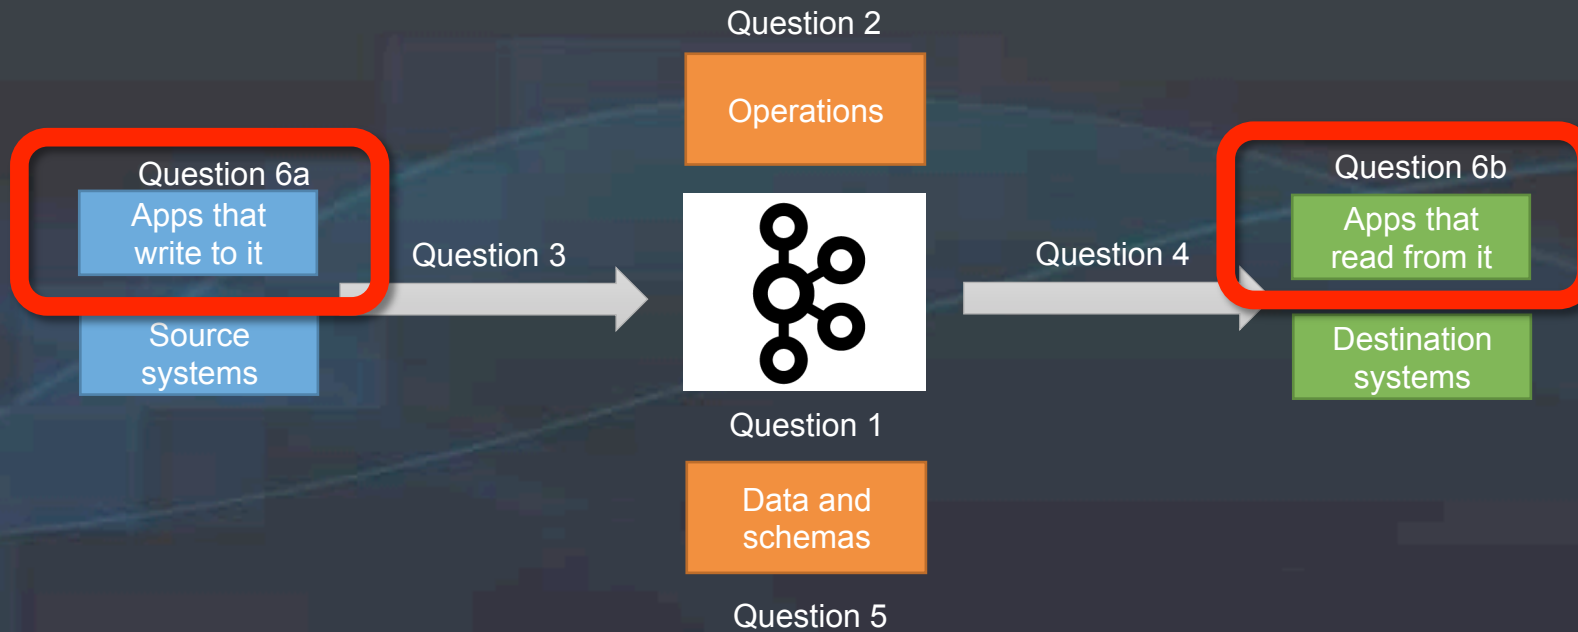 Question 2
Operations
Question 6a
Apps that
write to it
Question 3
Source
systems
Question 1
Data and
schemas
Question 5
Question 4
Question 6b
Apps that
read from it
Destination
systems